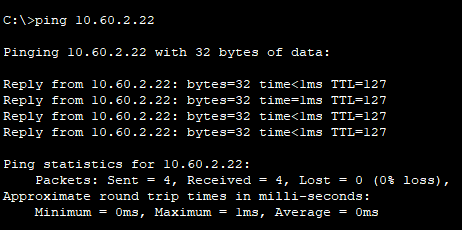 C:\>ping 10.60.2.22
Pinging 10.60.2.22 with 32 bytes of data:
Reply from 10.60.2.22: bytes=32 time<1ms TTL=127
Reply from 10.60.2.22: bytes=32 time<1ms TTL=127
Reply from 10.60.2.22: bytes=32 time<1ms TTL=127
Reply from 10.60.2.22: bytes=32 time<1ms TTL=127
Ping statistics for 10.60.2.22:
    Packets: Sent = 4, Received = 4, Lost = 0 (0% loss),
Approximate round trip times in milli-seconds:
    Minimum = 0ms, Maximum = 1ms, Average = 0ms